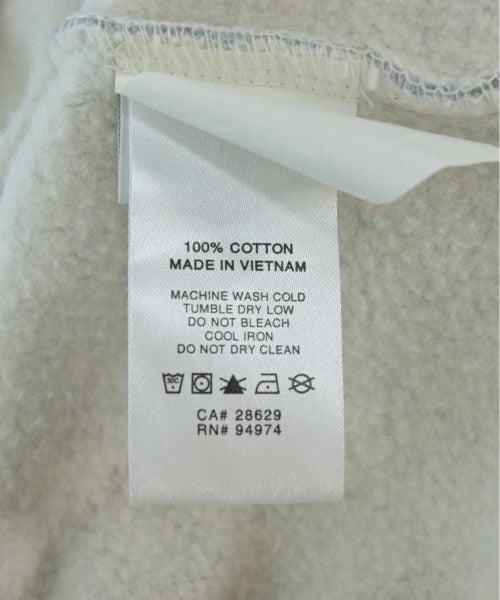 100% COTTON
MADE IN VIETNAM
MACHINE WASH COLD
TUMBLE DRY LOW
DO NOT BLEACH
COOL IRON
DO NOT DRY CLEAN
30C
CA# 28629
RN# 94974